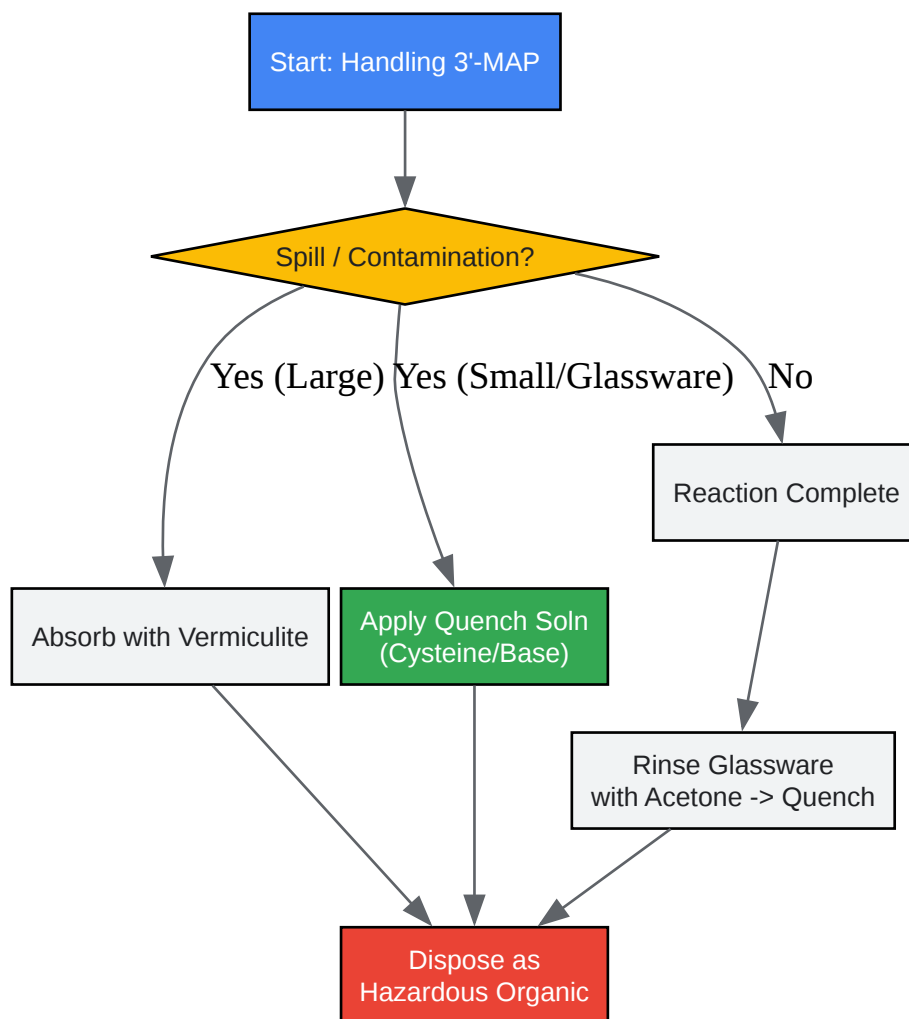 Start: Handling 3'-MAP
Spill / Contamination?
Yes (Large)
Yes (Small/Glassware)
No
Reaction Complete
Absorb with Vermiculite
Apply Quench Soln
(Cysteine/Base)
Rinse Glassware
with Acetone -> Quench
Dispose as
Hazardous Organic